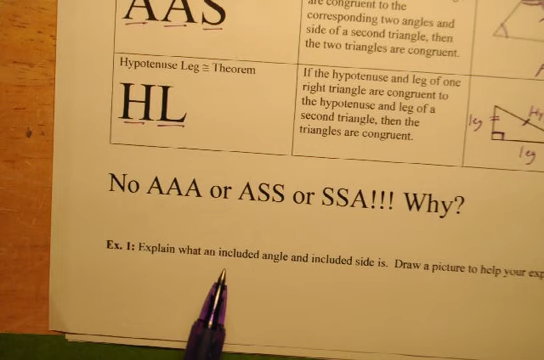 AAS
are congruent to the
corresponding two angles and
side of a second triangle, then
the two triangles are congruent.
Hypotenuse Leg ≅ Theorem
HL
If the hypotenuse and leg of one
right triangle are congruent to
the hypotenuse and leg of a
second triangle, then the
triangles are congruent.
leg
Hy
leg
No AAA or ASS or SSA!!! Why?
Ex. 1: Explain what an included angle and included side is. Draw a picture to help your exp